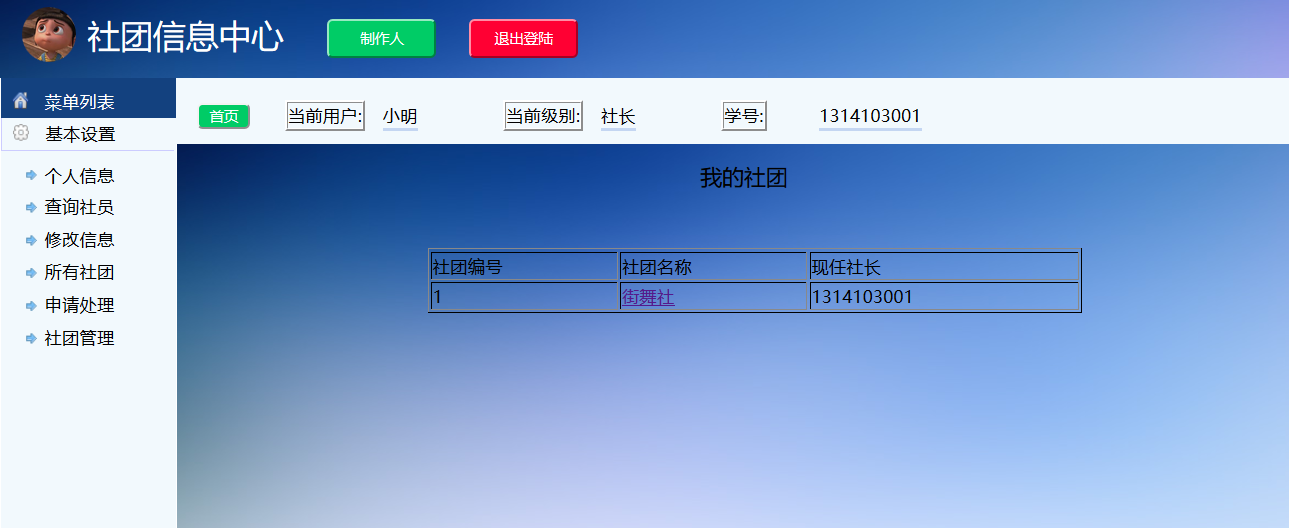 社团信息中心 制作人 退出登陆
菜单列表
首页 当前用户: 小明 当前级别: 社长 学号: 1314103001
基本设置
个人信息
查询社员
修改信息
所有社团
申请处理
社团管理
我的社团
社团编号 社团名称 现任社长
1 街舞社 1314103001